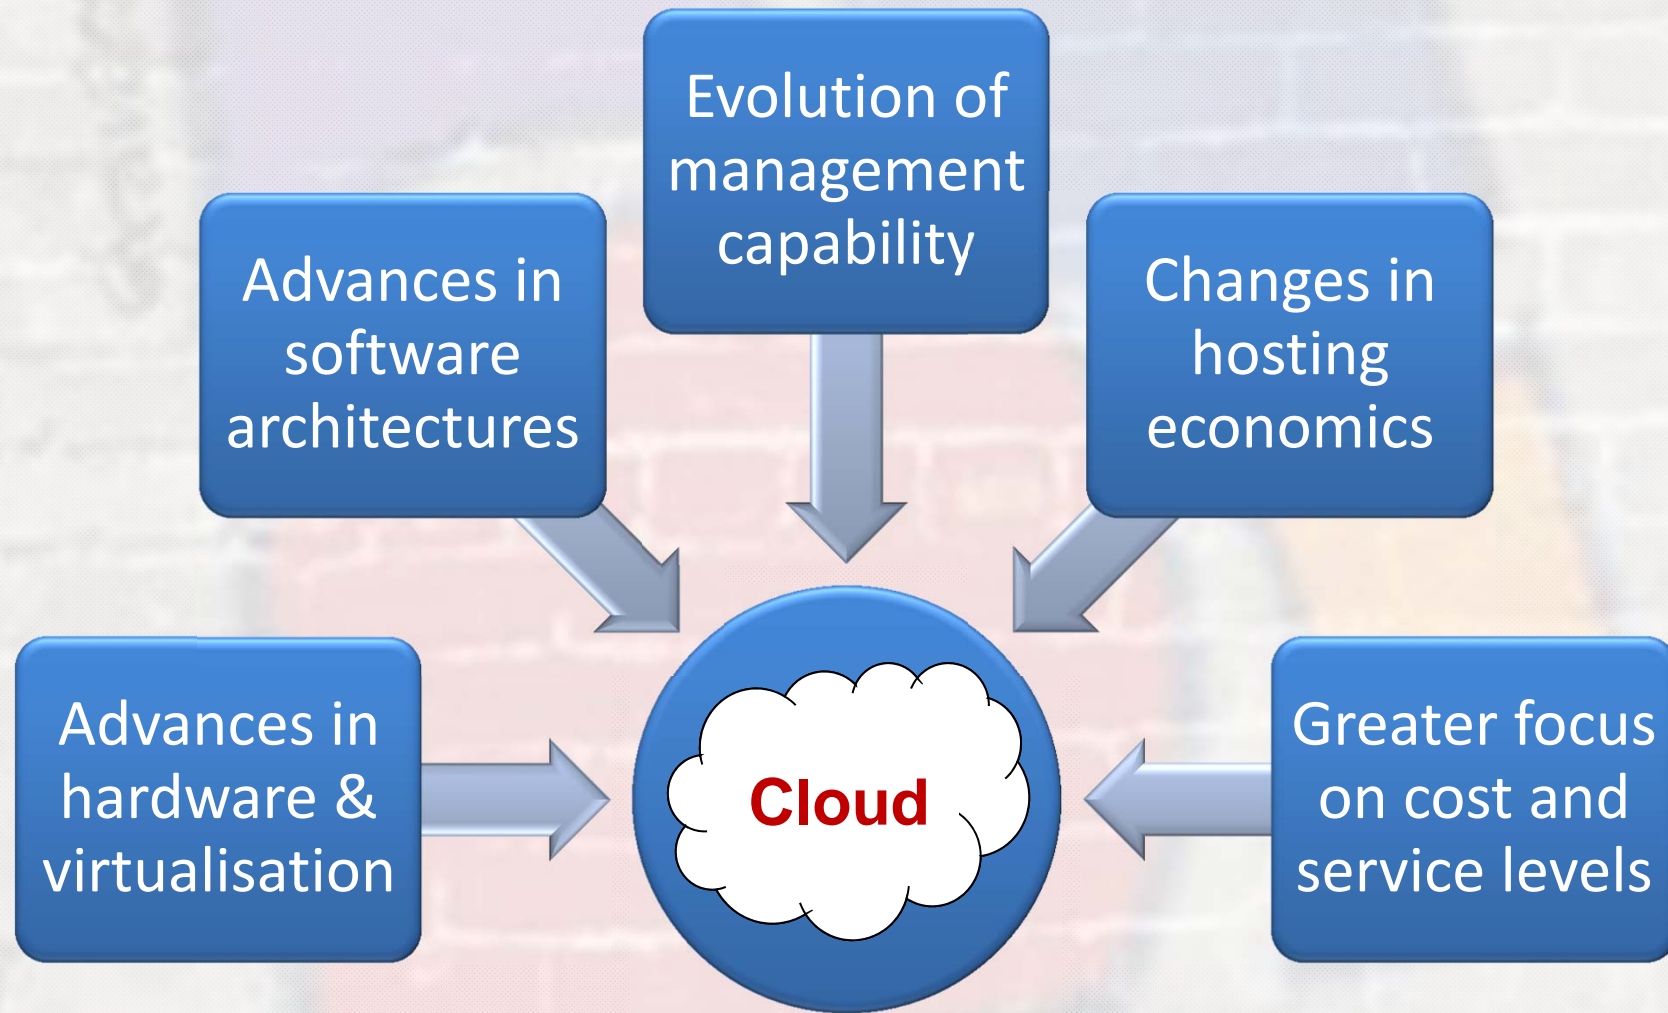 Evolution of
management
capability
Advances in
software
architectures
Changes in
hosting
economics
Advances in
hardware &
virtualisation
Cloud
Greater focus
on cost and
service levels